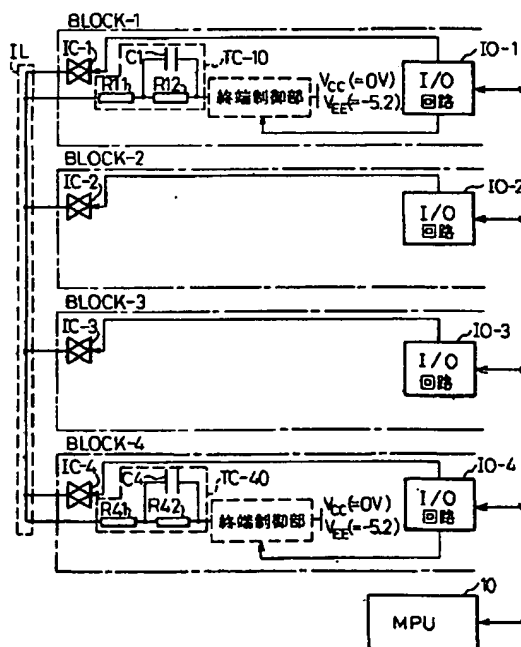 BLOCK-1
IL
IC-1
C1
TC-10
IO-1
R11
R12
終端制御部
VCC (=0V)
VEE(=-5.2)
I/O
回路
BLOCK-2
IC-2
IO-2
I/O
回路
BLOCK-3
IC-3
IO-3
I/O
回路
BLOCK-4
IC-4
C4
TC-40
IO-4
R41
R42
終端制御部
VCC(=0V)
VEE(=-5.2)
I/O
回路
10
MPU